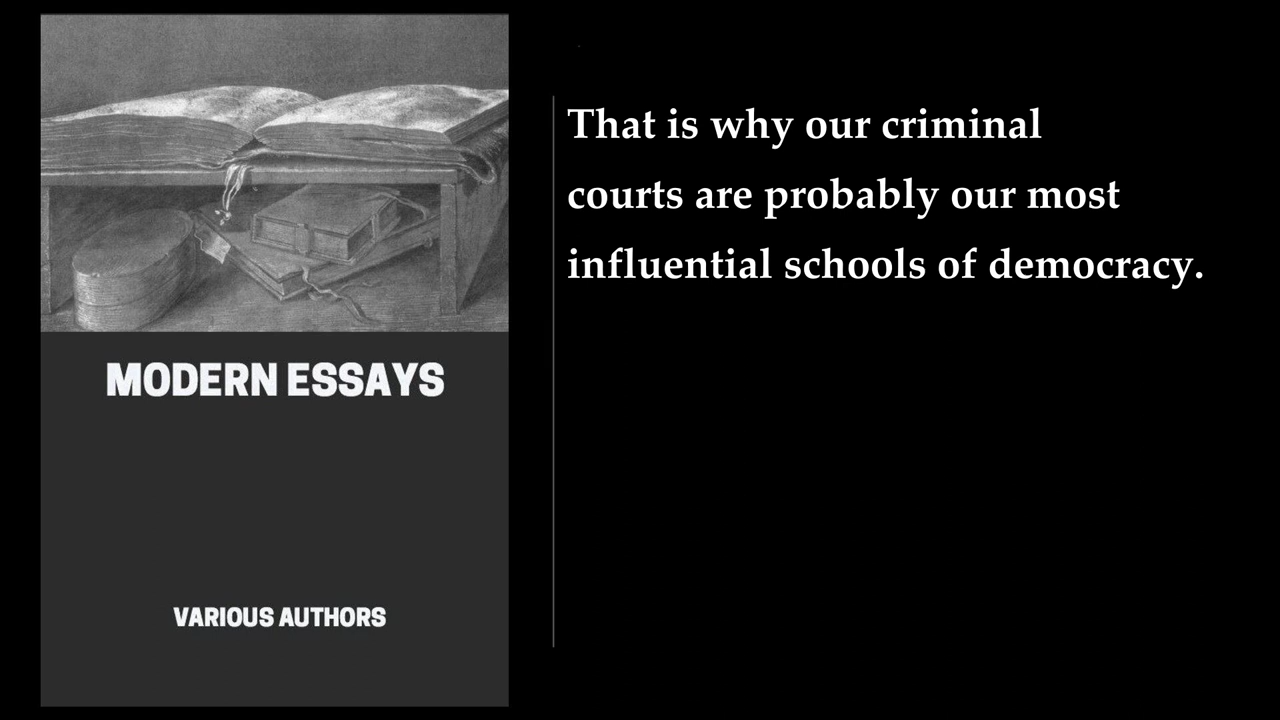 MODERN ESSAYS
VARIOUS AUTHORS
That is why our criminal
courts are probably our most
influential schools of democracy.